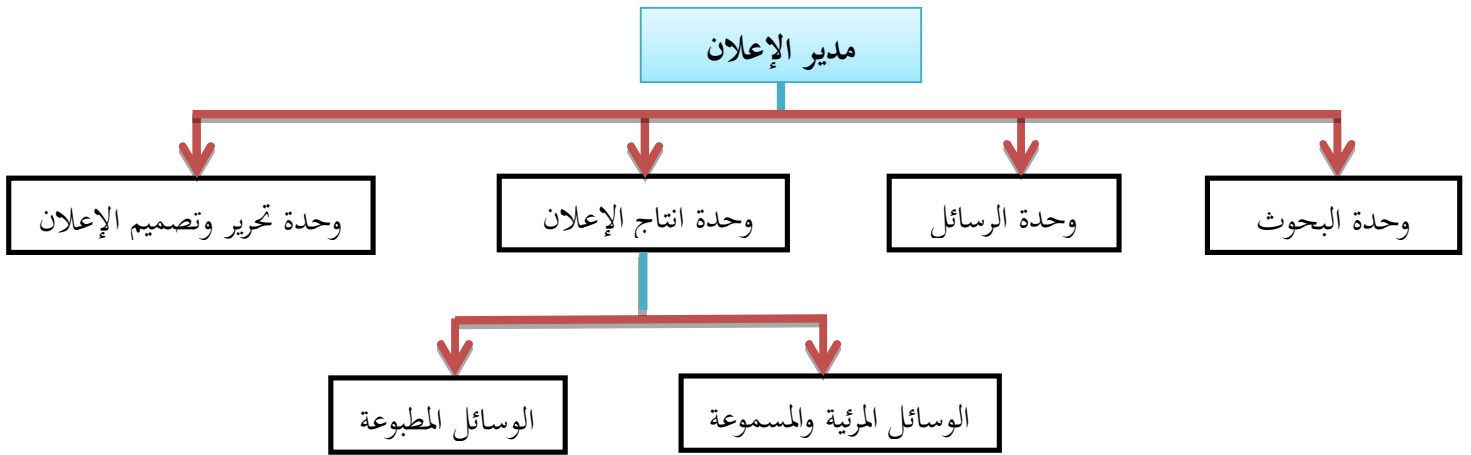 مدير الإعلان
وحدة البحوث
وحدة الرسائل
وحدة انتاج الإعلان
وحدة تحرير وتصميم الإعلان
الوسائل المرئية والمسموعة
الوسائل المطبوعة